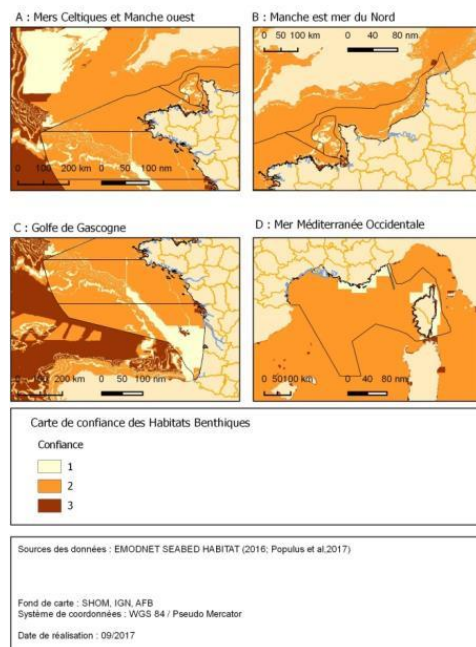 A : Mers Celtiques et Manche ouest
B : Manche est mer du Nord
0 50 100 km
0 40 80 nm
0 100 200 km
0 50 100 nm
C : Golfe de Gascogne
D : Mer Méditerranée Occidentale
0 100 200 km
0 50 100 nm
0 50 100 km
0 40 80 nm
Carte de confiance des Habitats Benthiques
Confiance
1
2
3
Sources des données : EMODNET SEABED HABITAT (2016; Populus et al,2017)
Fond de carte : SHOM, IGN, AFB
Système de coordonnées : WGS 84 / Pseudo Mercator
Date de réalisation : 09/2017